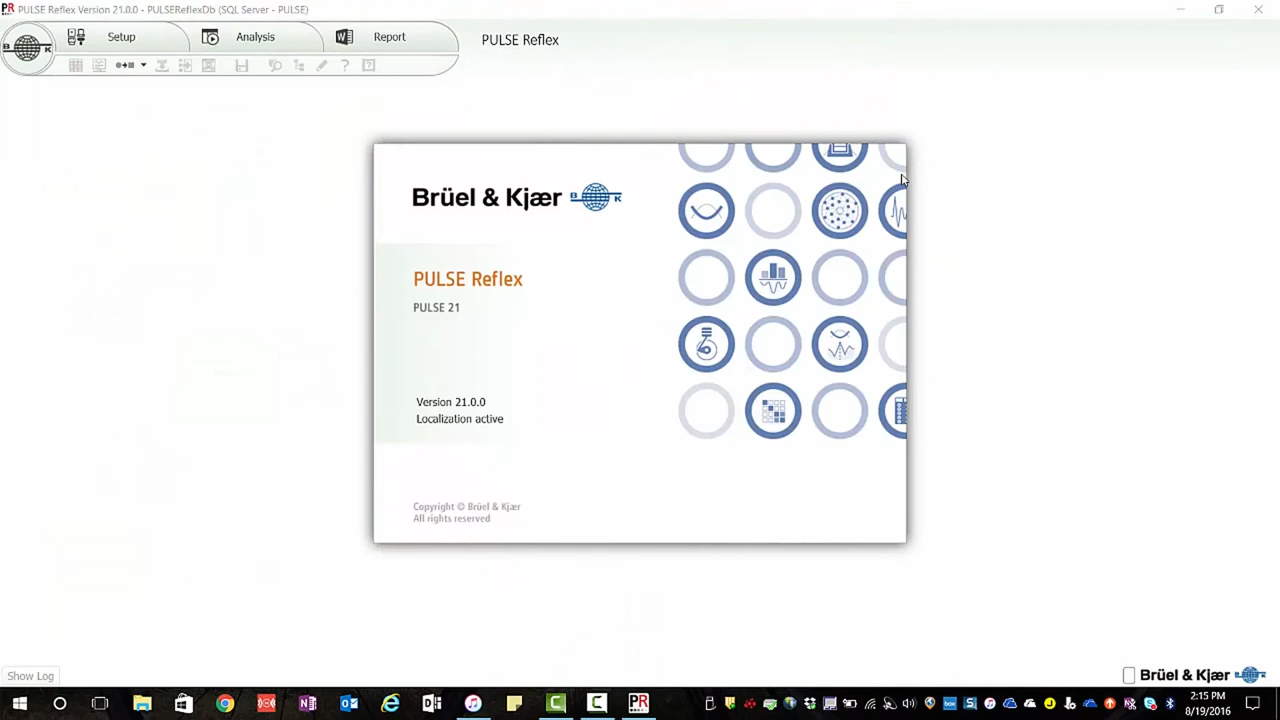 PULSE Reflex Version 21.0.0 - PULSEReflexDb (SQL Server - PULSE)
Setup
Analysis
Report
PULSE Reflex
B K
Brüel & Kjær B K
PULSE Reflex
PULSE 21
Version 21.0.0
Localization active
Copyright © Brüel & Kjær
All rights reserved
Show Log
Brüel & Kjær
2:15 PM
8/19/2016